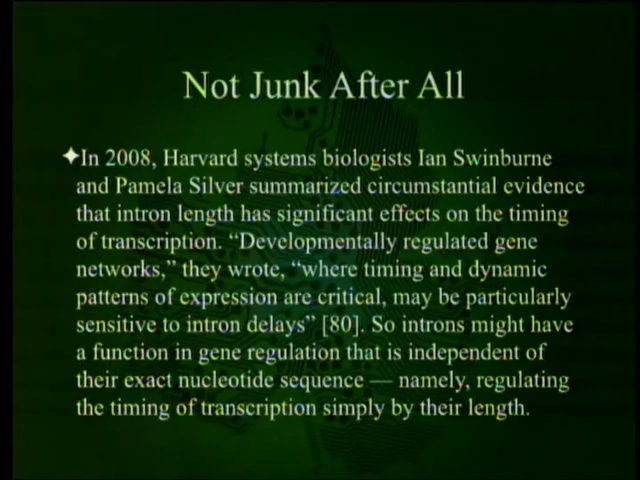 Not Junk After All
✦In 2008, Harvard systems biologists Ian Swinburne
and Pamela Silver summarized circumstantial evidence
that intron length has significant effects on the timing
of transcription. “Developmentally regulated gene
networks,” they wrote, “where timing and dynamic
patterns of expression are critical, may be particularly
sensitive to intron delays” [80]. So introns might have
a function in gene regulation that is independent of
their exact nucleotide sequence — namely, regulating
the timing of transcription simply by their length.